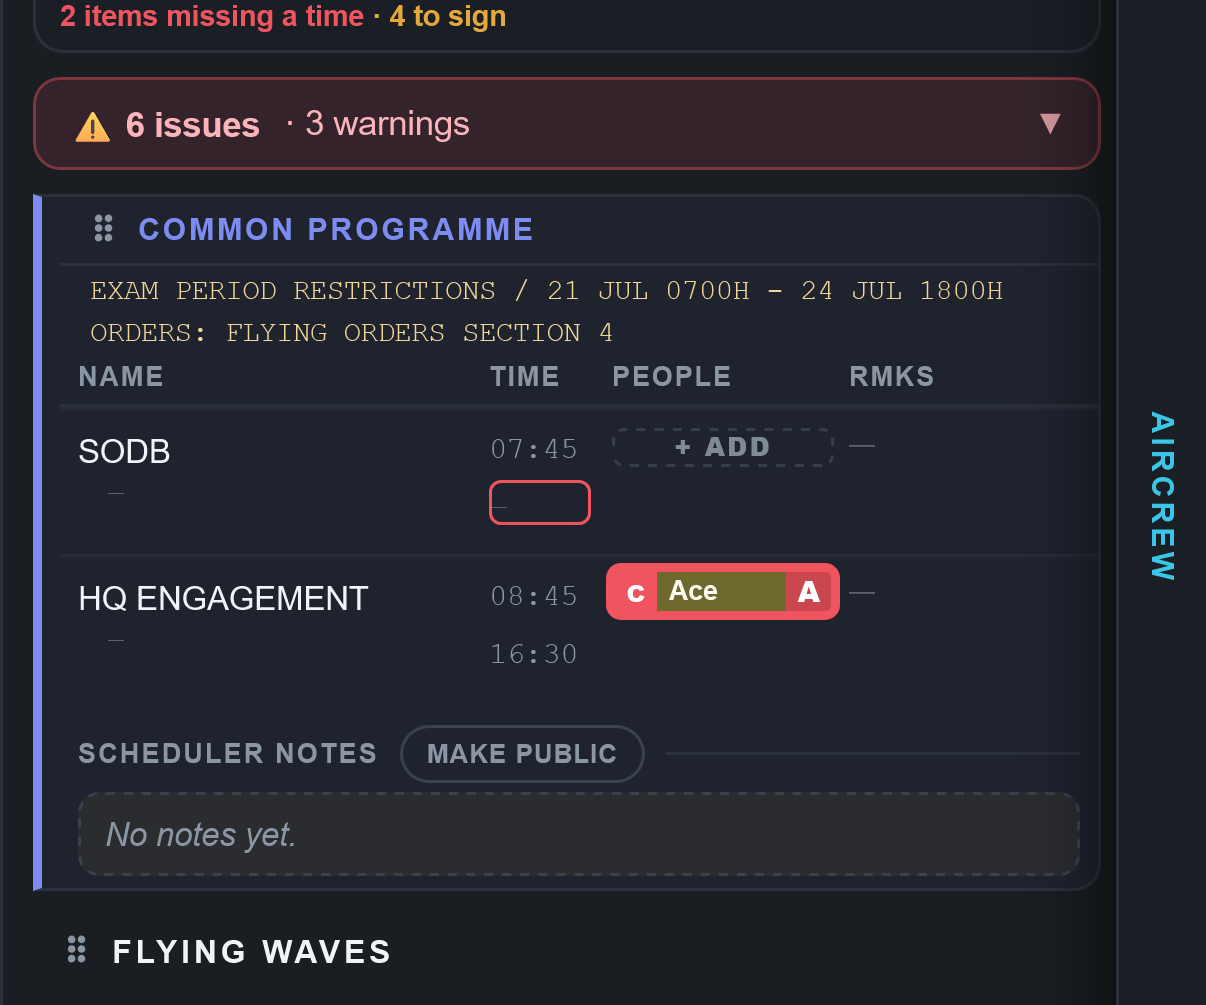 2 items missing a time · 4 to sign
⚠️ 6 issues · 3 warnings ▼
COMMON PROGRAMME
EXAM PERIOD RESTRICTIONS / 21 JUL 0700H - 24 JUL 1800H
ORDERS: FLYING ORDERS SECTION 4
NAME TIME PEOPLE RMKS
SODB 07:45 + ADD —
— —
HQ ENGAGEMENT 08:45 C Ace A —
— 16:30
SCHEDULER NOTES MAKE PUBLIC
No notes yet.
FLYING WAVES
AIRCREW